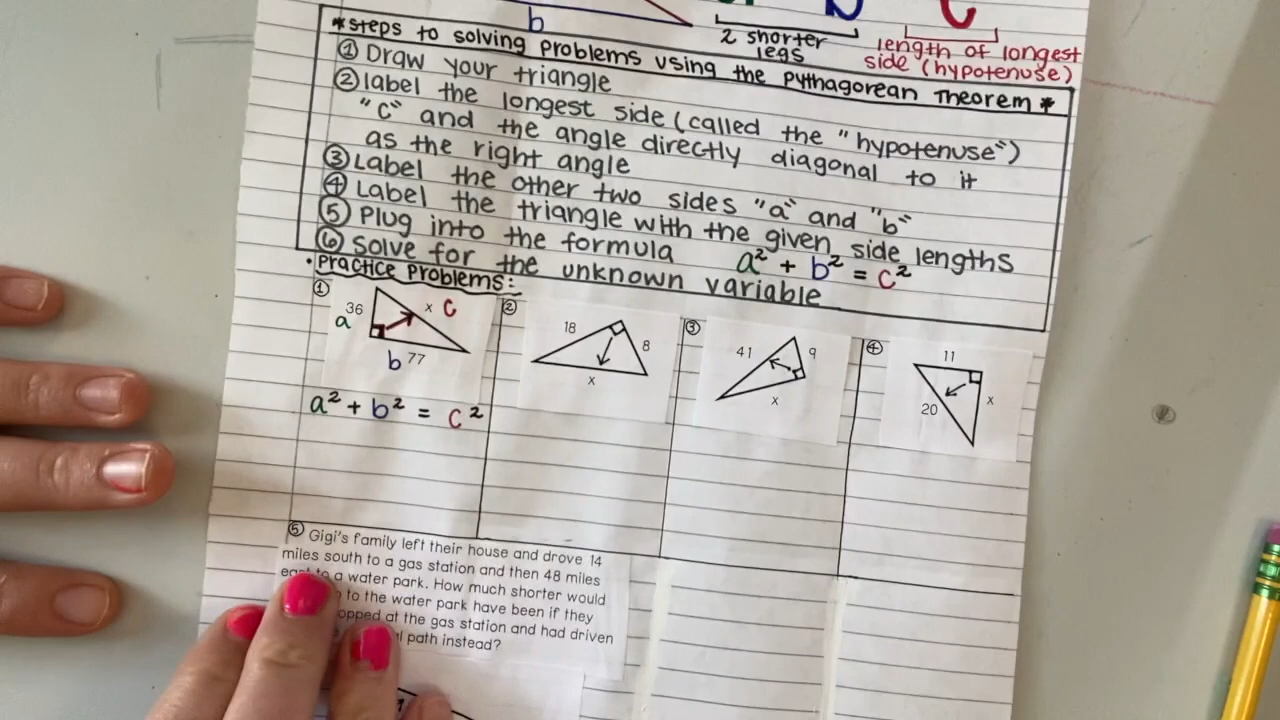 b
b
c
2 shorter
legs
length of longest
side (hypotenuse)
*steps to solving problems using the pythagorean Theorem *
① Draw your triangle
② label the longest side (called the "hypotenuse")
"c" and the angle directly diagonal to it
as the right angle
③ Label the other two sides "a" and "b"
④ Label the triangle with the given side lengths
⑤ Plug into the formula a² + b² = c²
⑥ solve for the unknown variable
• Practice Problems:
①
36
x c
a
b 77
a² + b² = c²
②
18
8
x
③
41
9
x
④
11
20
x
⑤ Gigi's family left their house and drove 14
miles south to a gas station and then 48 miles
to a water park. How much shorter would
to the water park have been if they
at the gas station and had driven
path instead?